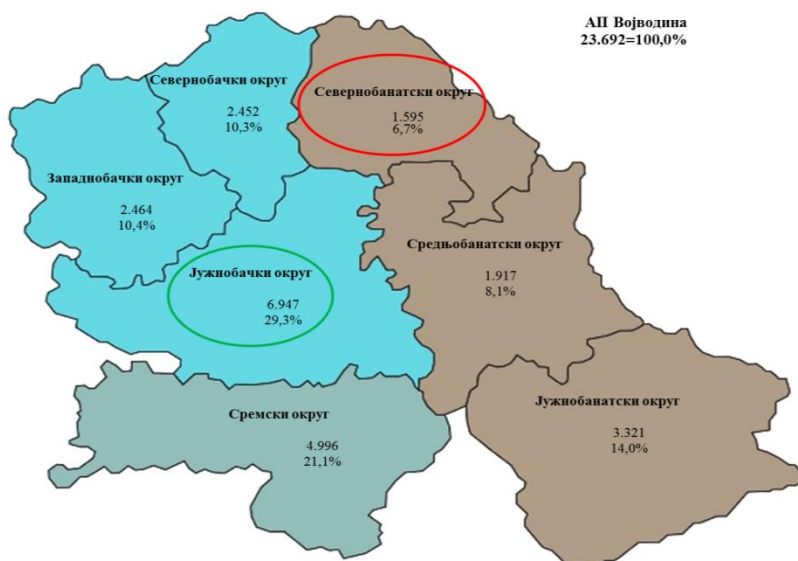 АП Војводина
23.692=100,0%
Севернобачки округ
2.452
10,3%
Севернобанатски округ
1.595
6,7%
Западнобачки округ
2.464
10,4%
Јужнобачки округ
6.947
29,3%
Средњобанатски округ
1.917
8,1%
Сремски округ
4.996
21,1%
Јужнобанатски округ
3.321
14,0%